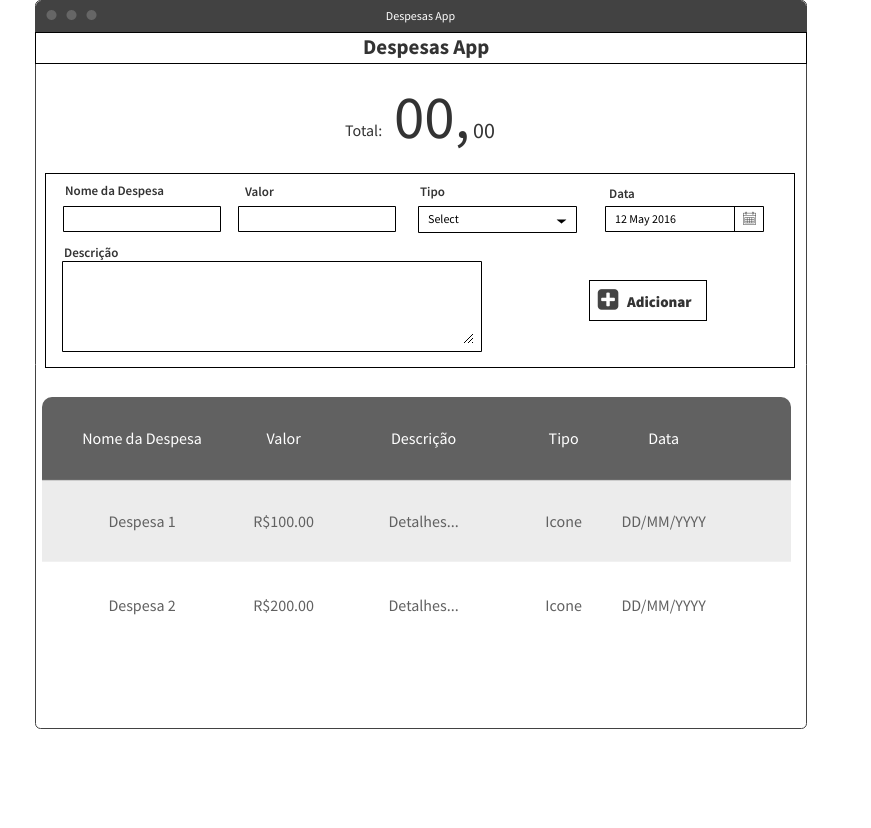 Despesas App
Despesas App
Total: 00,00
Nome da Despesa Valor Tipo Data
Select 12 May 2016
Descrição
Adicionar
Nome da Despesa Valor Descrição Tipo Data
Despesa 1 R$100.00 Detalhes... Icone DD/MM/YYYY
Despesa 2 R$200.00 Detalhes... Icone DD/MM/YYYY